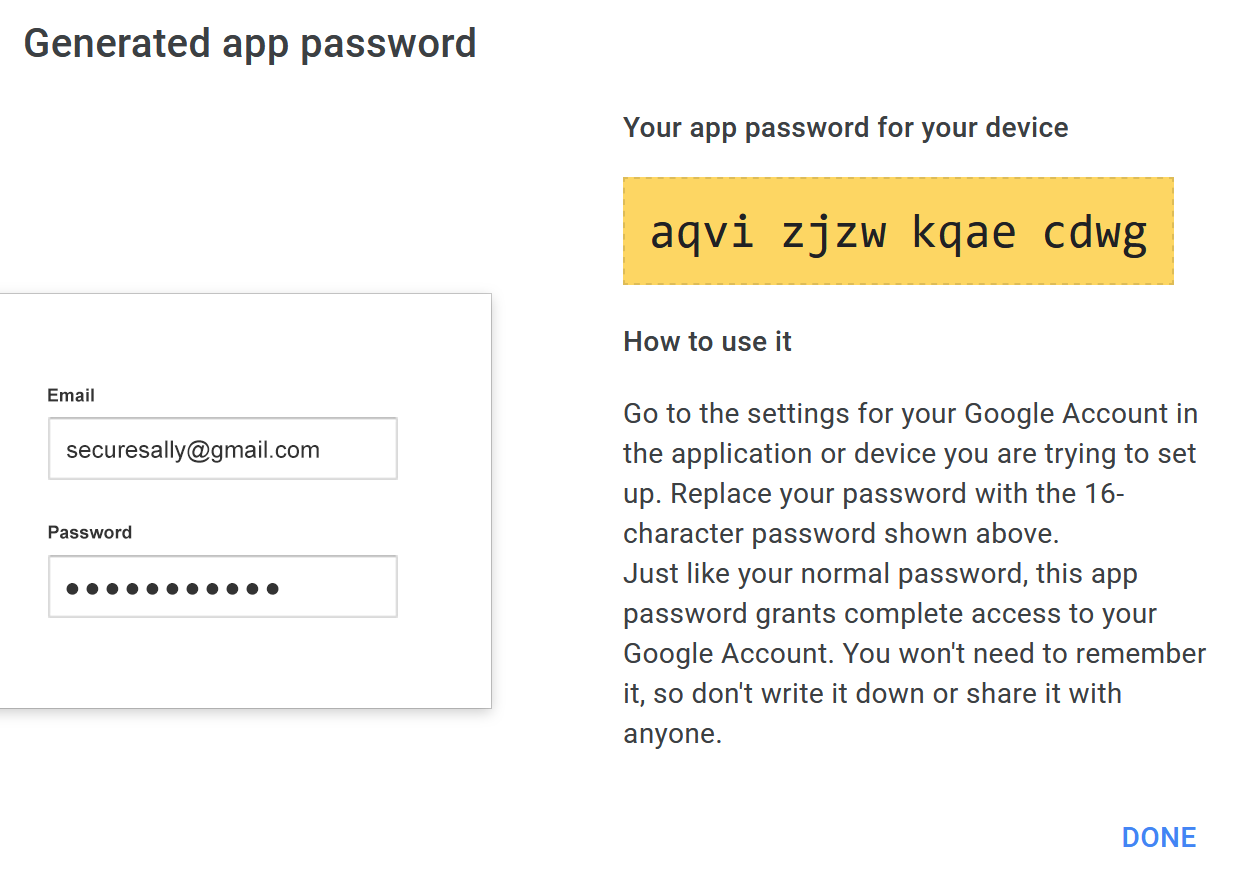 Generated app password
Your app password for your device
aqvi zjzw kqae cdwg
How to use it
Email
securesally@gmail.com
Password
●●●●●●●●●●●
Go to the settings for your Google Account in
the application or device you are trying to set
up. Replace your password with the 16-
character password shown above.
Just like your normal password, this app
password grants complete access to your
Google Account. You won't need to remember
it, so don't write it down or share it with
anyone.
DONE